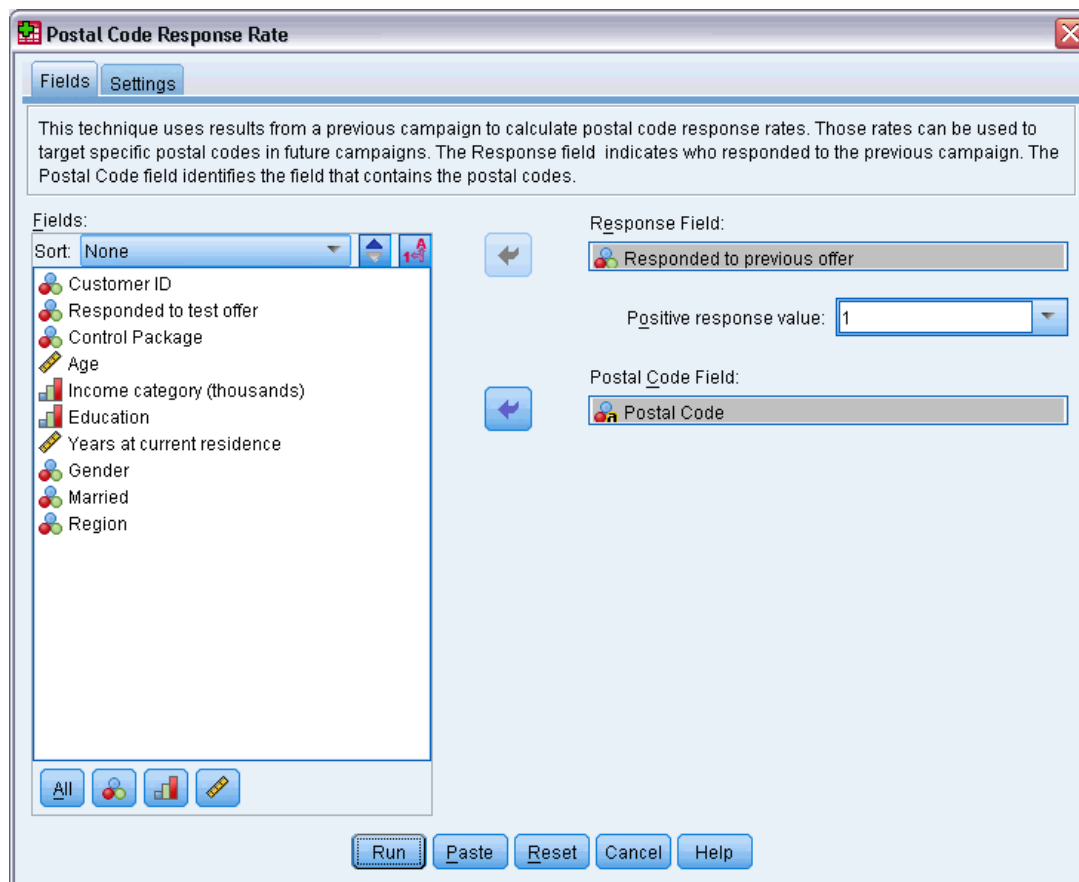 Postal Code Response Rate
Fields Settings
This technique uses results from a previous campaign to calculate postal code response rates. Those rates can be used to
target specific postal codes in future campaigns. The Response field indicates who responded to the previous campaign. The
Postal Code field identifies the field that contains the postal codes.
Fields:
Sort: None
Customer ID
Responded to test offer
Control Package
Age
Income category (thousands)
Education
Years at current residence
Gender
Married
Region
All
Response Field:
Responded to previous offer
Positive response value: 1
Postal Code Field:
Postal Code
Run Paste Reset Cancel Help